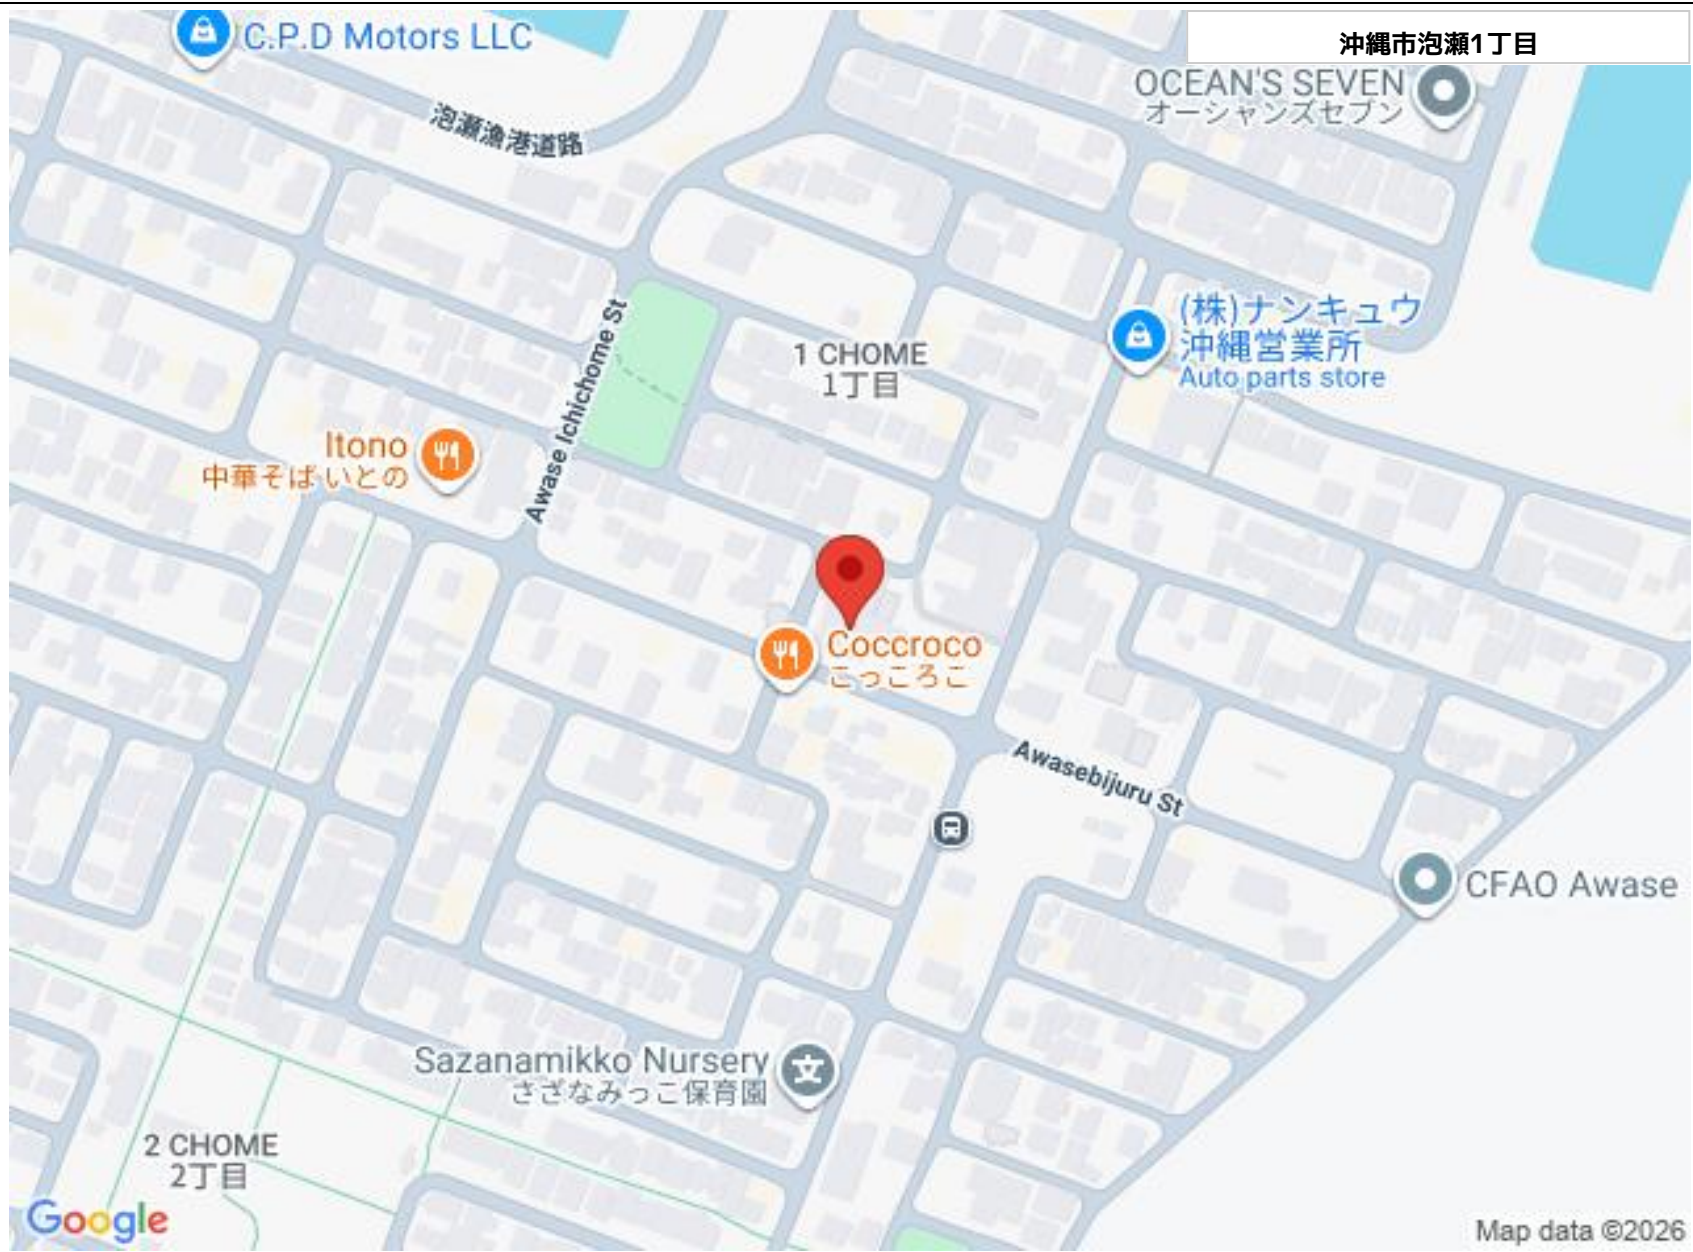 沖縄市泡瀬1丁目
C.P.D Motors LLC
泡瀬漁港道路
OCEAN'S SEVEN
オーシャンズセブン
(株)ナンキュウ
沖縄営業所
Auto parts store
1 CHOME
1丁目
Awase Ichichome St
Itono
中華そば いとの
Coccroco
こっころこ
Awasebijuru St
CFAO Awase
Sazanamikko Nursery
さざなみっこ保育園
文
2 CHOME
2丁目
Google
Map data ©2026